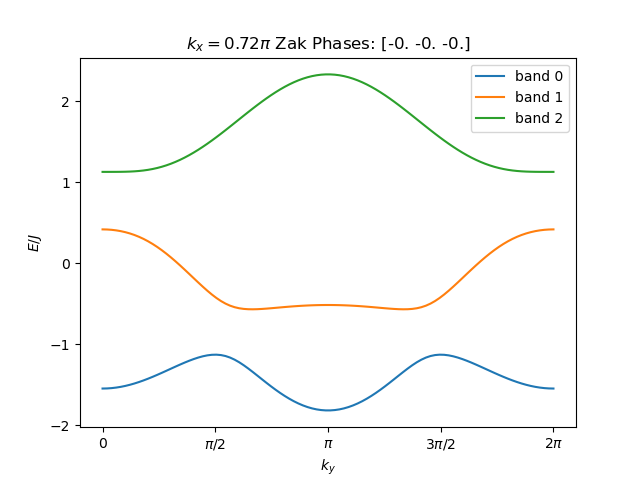 $k_x = 0.72\pi$ Zak Phases: [-0. -0. -0.]
band 0
band 1
band 2
2
1
0
−1
−2
E/J
0
π/2
π
3π/2
2π
$k_y$